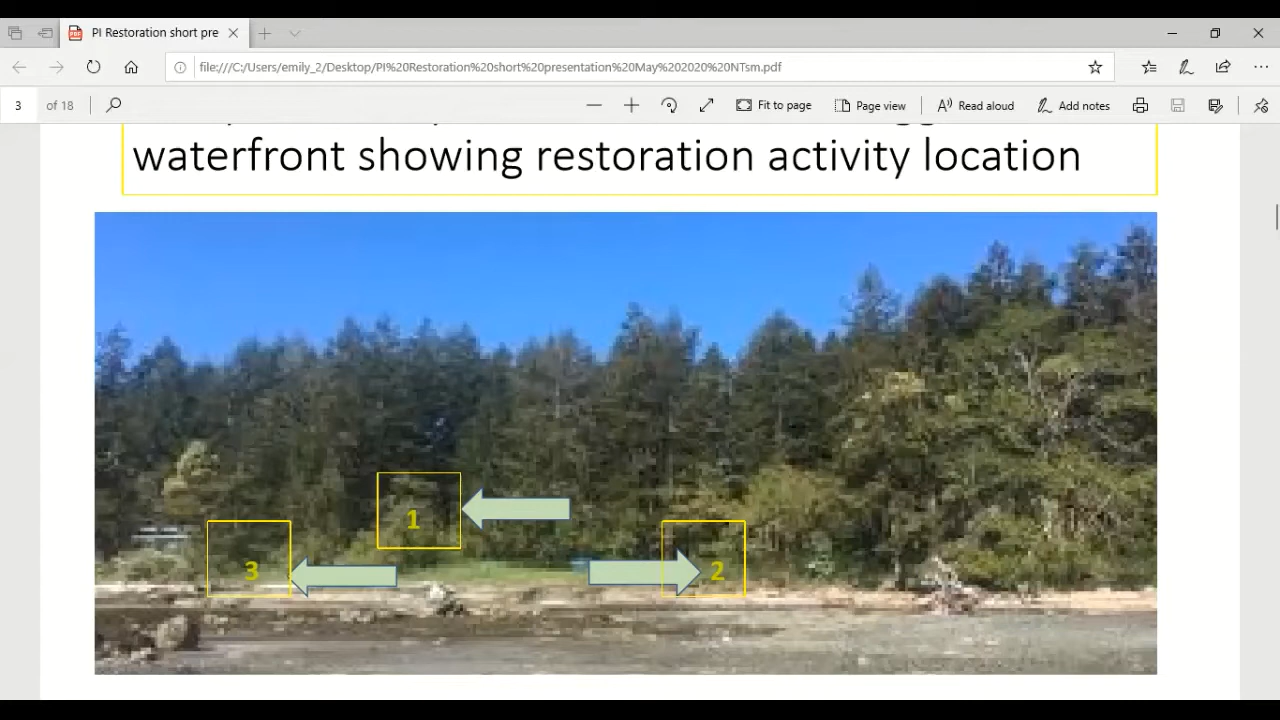 PI Restoration short pre
file:///C:/Users/emily_2/Desktop/PI%20Restoration%20short%20presentation%20May%202020%20NTsm.pdf
3 of 18 Fit to page Page view Read aloud Add notes
waterfront showing restoration activity location
1
3 2